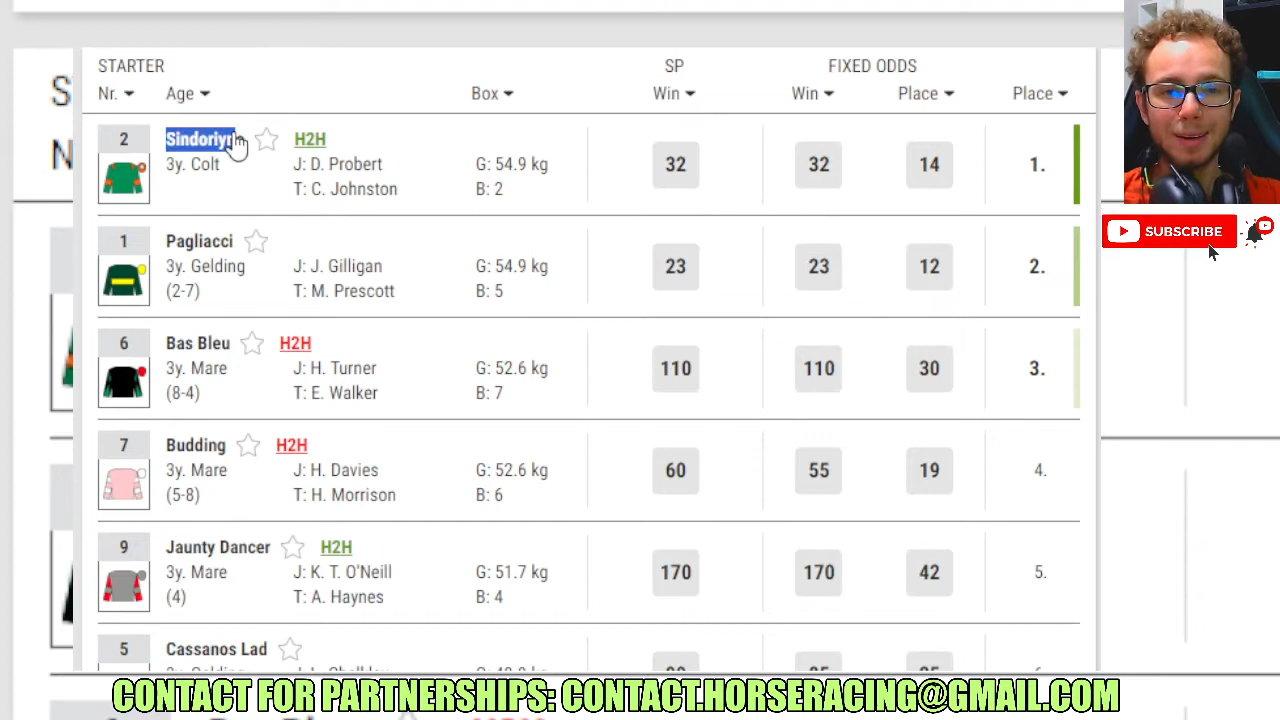 STARTER SP FIXED ODDS
Nr. Age Box Win Win Place Place
2 Sindoriyn H2H
3y. Colt J: D. Probert G: 54.9 kg 32 32 14 1.
T: C. Johnston B: 2
SUBSCRIBE
1 Pagliacci
3y. Gelding J: J. Gilligan G: 54.9 kg 23 23 12 2.
(2-7) T: M. Prescott B: 5
6 Bas Bleu H2H
3y. Mare J: H. Turner G: 52.6 kg 110 110 30 3.
(8-4) T: E. Walker B: 7
7 Budding H2H
3y. Mare J: H. Davies G: 52.6 kg 60 55 19 4.
(5-8) T: H. Morrison B: 6
9 Jaunty Dancer H2H
3y. Mare J: K. T. O'Neill G: 51.7 kg 170 170 42 5.
(4) T: A. Haynes B: 4
5 Cassanos Lad
CONTACT FOR PARTNERSHIPS: CONTACT.HORSERACING@GMAIL.COM